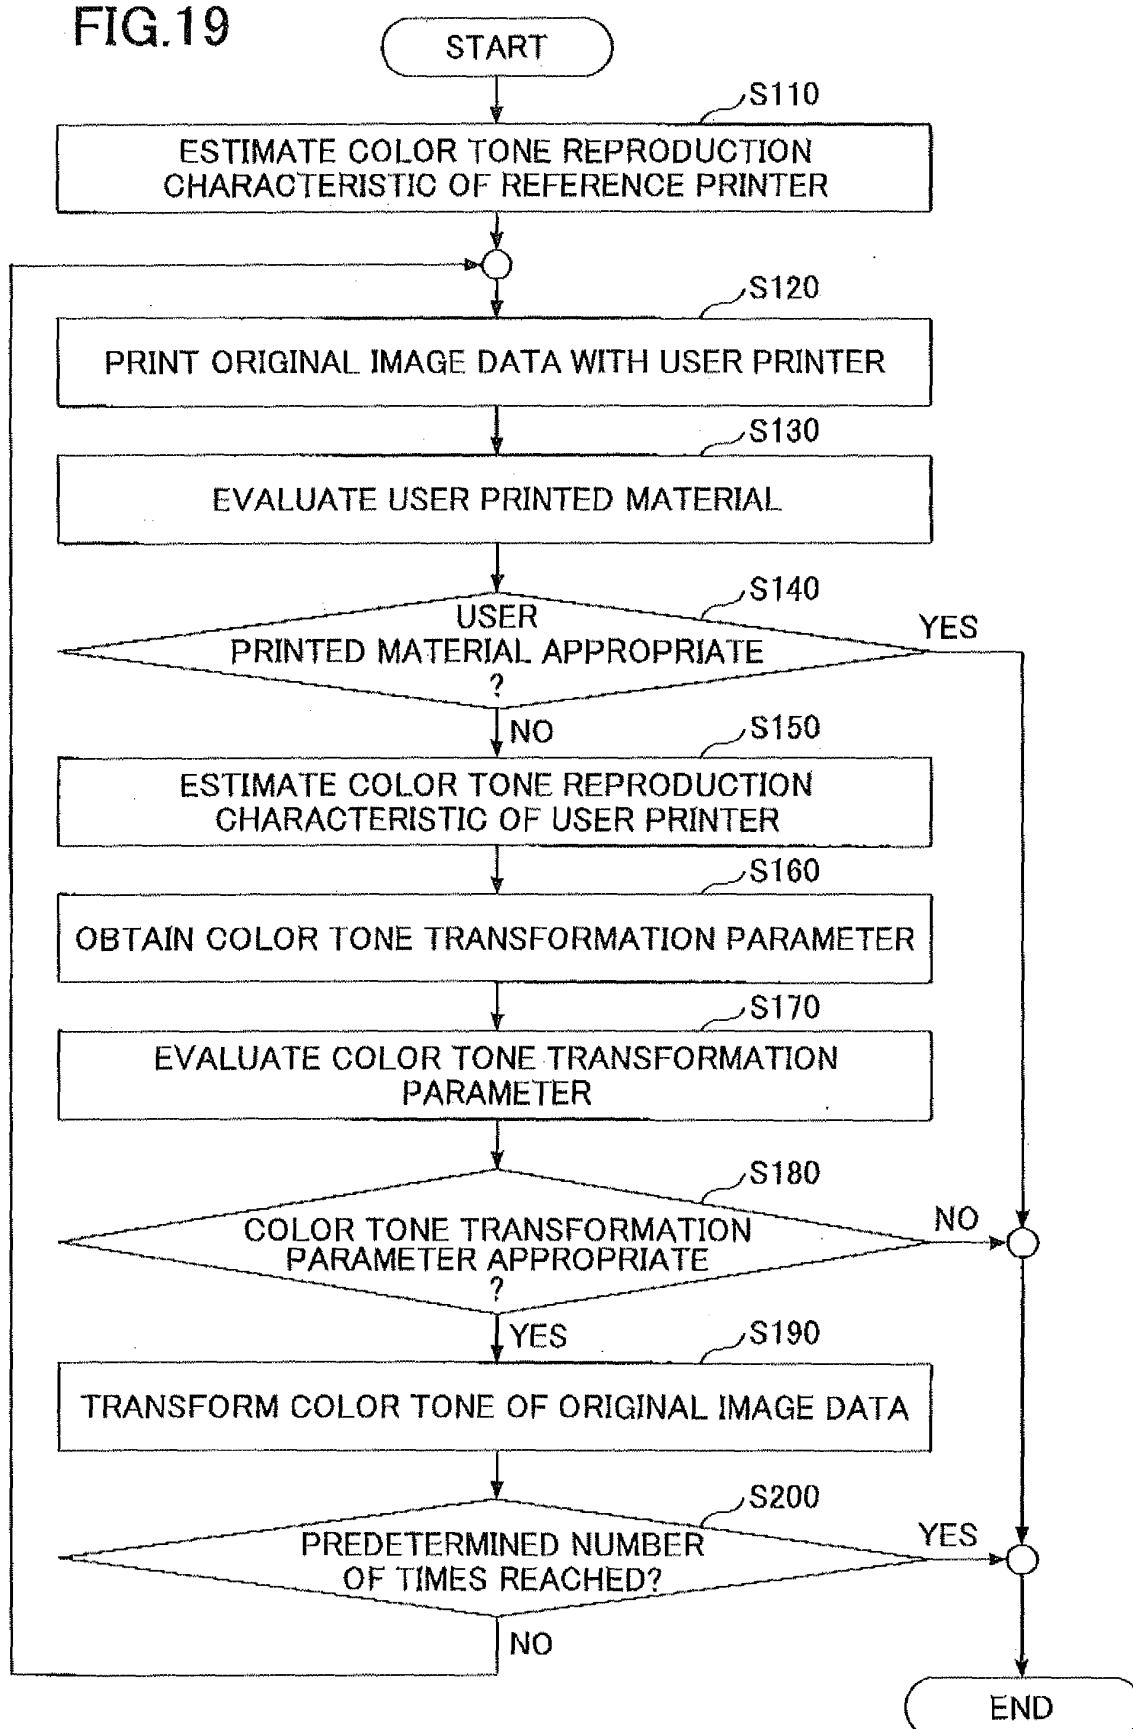 FIG.19
START
S110
ESTIMATE COLOR TONE REPRODUCTION
CHARACTERISTIC OF REFERENCE PRINTER
S120
PRINT ORIGINAL IMAGE DATA WITH USER PRINTER
S130
EVALUATE USER PRINTED MATERIAL
S140
USER
PRINTED MATERIAL APPROPRIATE
?
YES
NO
S150
ESTIMATE COLOR TONE REPRODUCTION
CHARACTERISTIC OF USER PRINTER
S160
OBTAIN COLOR TONE TRANSFORMATION PARAMETER
S170
EVALUATE COLOR TONE TRANSFORMATION
PARAMETER
S180
COLOR TONE TRANSFORMATION
PARAMETER APPROPRIATE
?
NO
YES
S190
TRANSFORM COLOR TONE OF ORIGINAL IMAGE DATA
S200
PREDETERMINED NUMBER
OF TIMES REACHED?
YES
NO
END